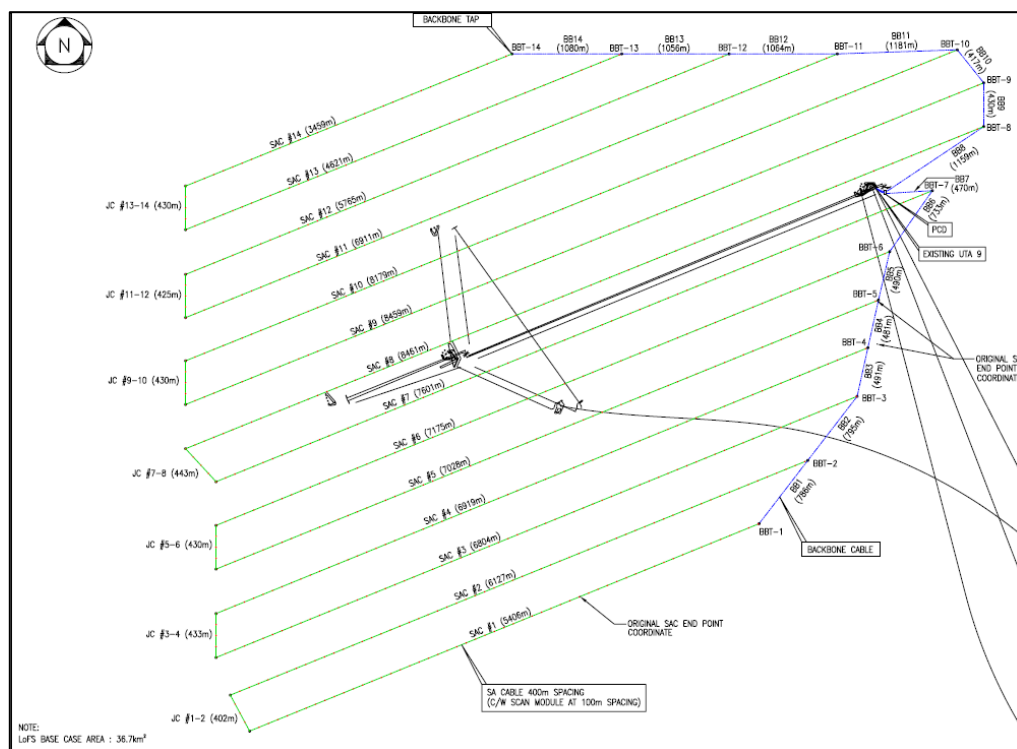 N
BACKBONE TAP
BBT-14
BB14
(1080m)
BBT-13
BB13
(1056m)
BBT-12
BB12
(1064m)
BBT-11
BB11
(1181m)
BBT-10
BB10
(417m)
BBT-9
BB9
(430m)
BBT-8
BB8
(1159m)
BB7
(470m)
BBT-7
BB6
(733m)
PCD
EXISTING UTA 9
BBT-6
BB5
(490m)
BBT-5
BB4
(481m)
BBT-4
ORIGINAL SA
END POINT
COORDINAT
BB3
(491m)
BBT-3
BB2
(795m)
BBT-2
BB1
(786m)
BBT-1
BACKBONE CABLE
SAC #14 (3459m)
SAC #13 (4621m)
SAC #12 (5765m)
SAC #11 (6911m)
SAC #10 (8179m)
SAC #9 (8459m)
SAC #8 (8461m)
SAC #7 (7601m)
SAC #6 (7175m)
SAC #5 (7028m)
SAC #4 (6919m)
SAC #3 (6804m)
SAC #2 (6127m)
SAC #1 (5406m)
JC #13-14 (430m)
JC #11-12 (425m)
JC #9-10 (430m)
JC #7-8 (443m)
JC #5-6 (430m)
JC #3-4 (433m)
JC #1-2 (402m)
ORIGINAL SAC END POINT
COORDINATE
SA CABLE 400m SPACING
(C/W SCAN MODULE AT 100m SPACING)
NOTE:
LoFS BASE CASE AREA : 36.7km²